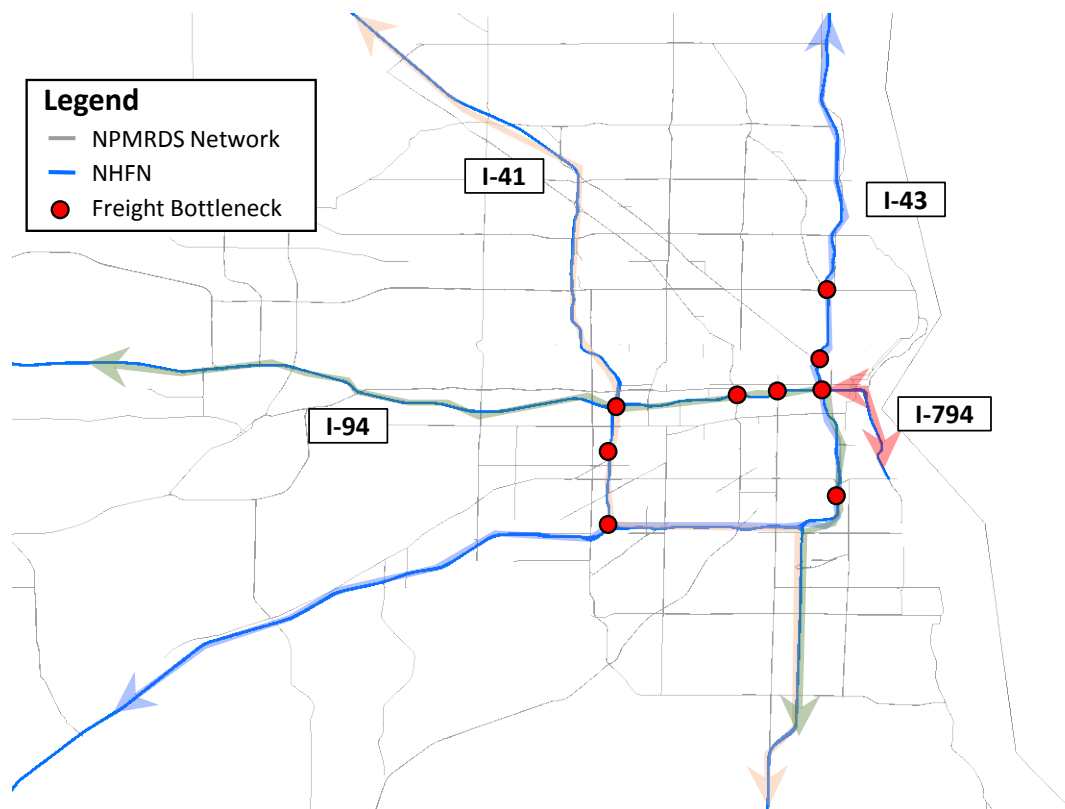 Legend
NPMRDS Network
NHFN
Freight Bottleneck
I-41
I-43
I-94
I-794